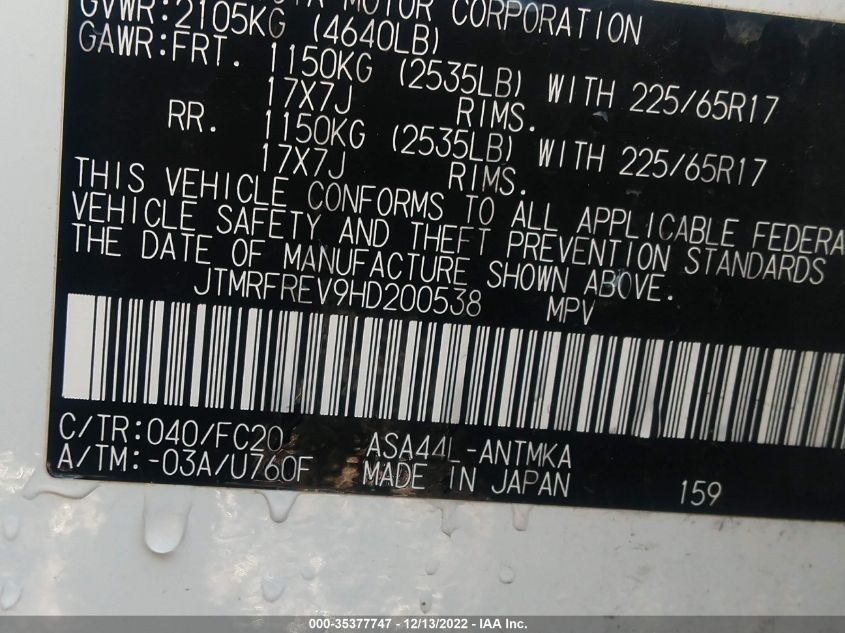 MOTOR CORPORATION
GVWR:2105KG (4640LB)
GAWR:FRT. 1150KG (2535LB) WITH 225/65R17
17X7J RIMS.
RR. 1150KG (2535LB) WITH 225/65R17
17X7J RIMS.
THIS VEHICLE CONFORMS TO ALL APPLICABLE FEDERA
VEHICLE SAFETY AND THEFT PREVENTION STANDARDS
THE DATE OF MANUFACTURE SHOWN ABOVE.
JTMRFREV9HD200538 MPV
C/TR:040/FC20 ASA44L-ANTMKA
A/TM:-03A/U760F MADE IN JAPAN 159
000-35377747 - 12/13/2022 - IAA Inc.